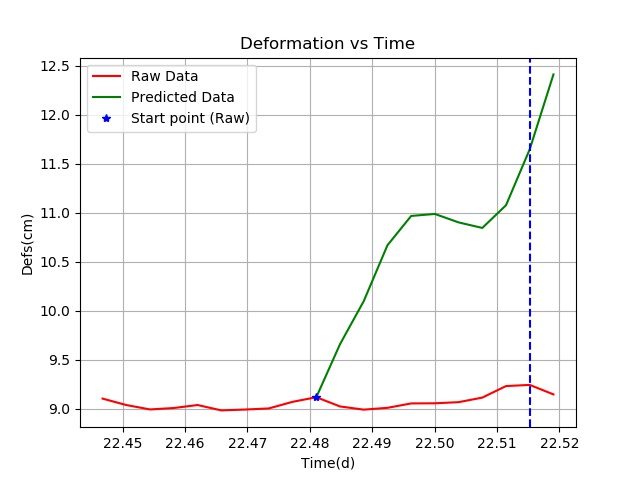 Deformation vs Time
Raw Data
Predicted Data
Start point (Raw)
Defs(cm)
12.5
12.0
11.5
11.0
10.5
10.0
9.5
9.0
22.45 22.46 22.47 22.48 22.49 22.50 22.51 22.52
Time(d)